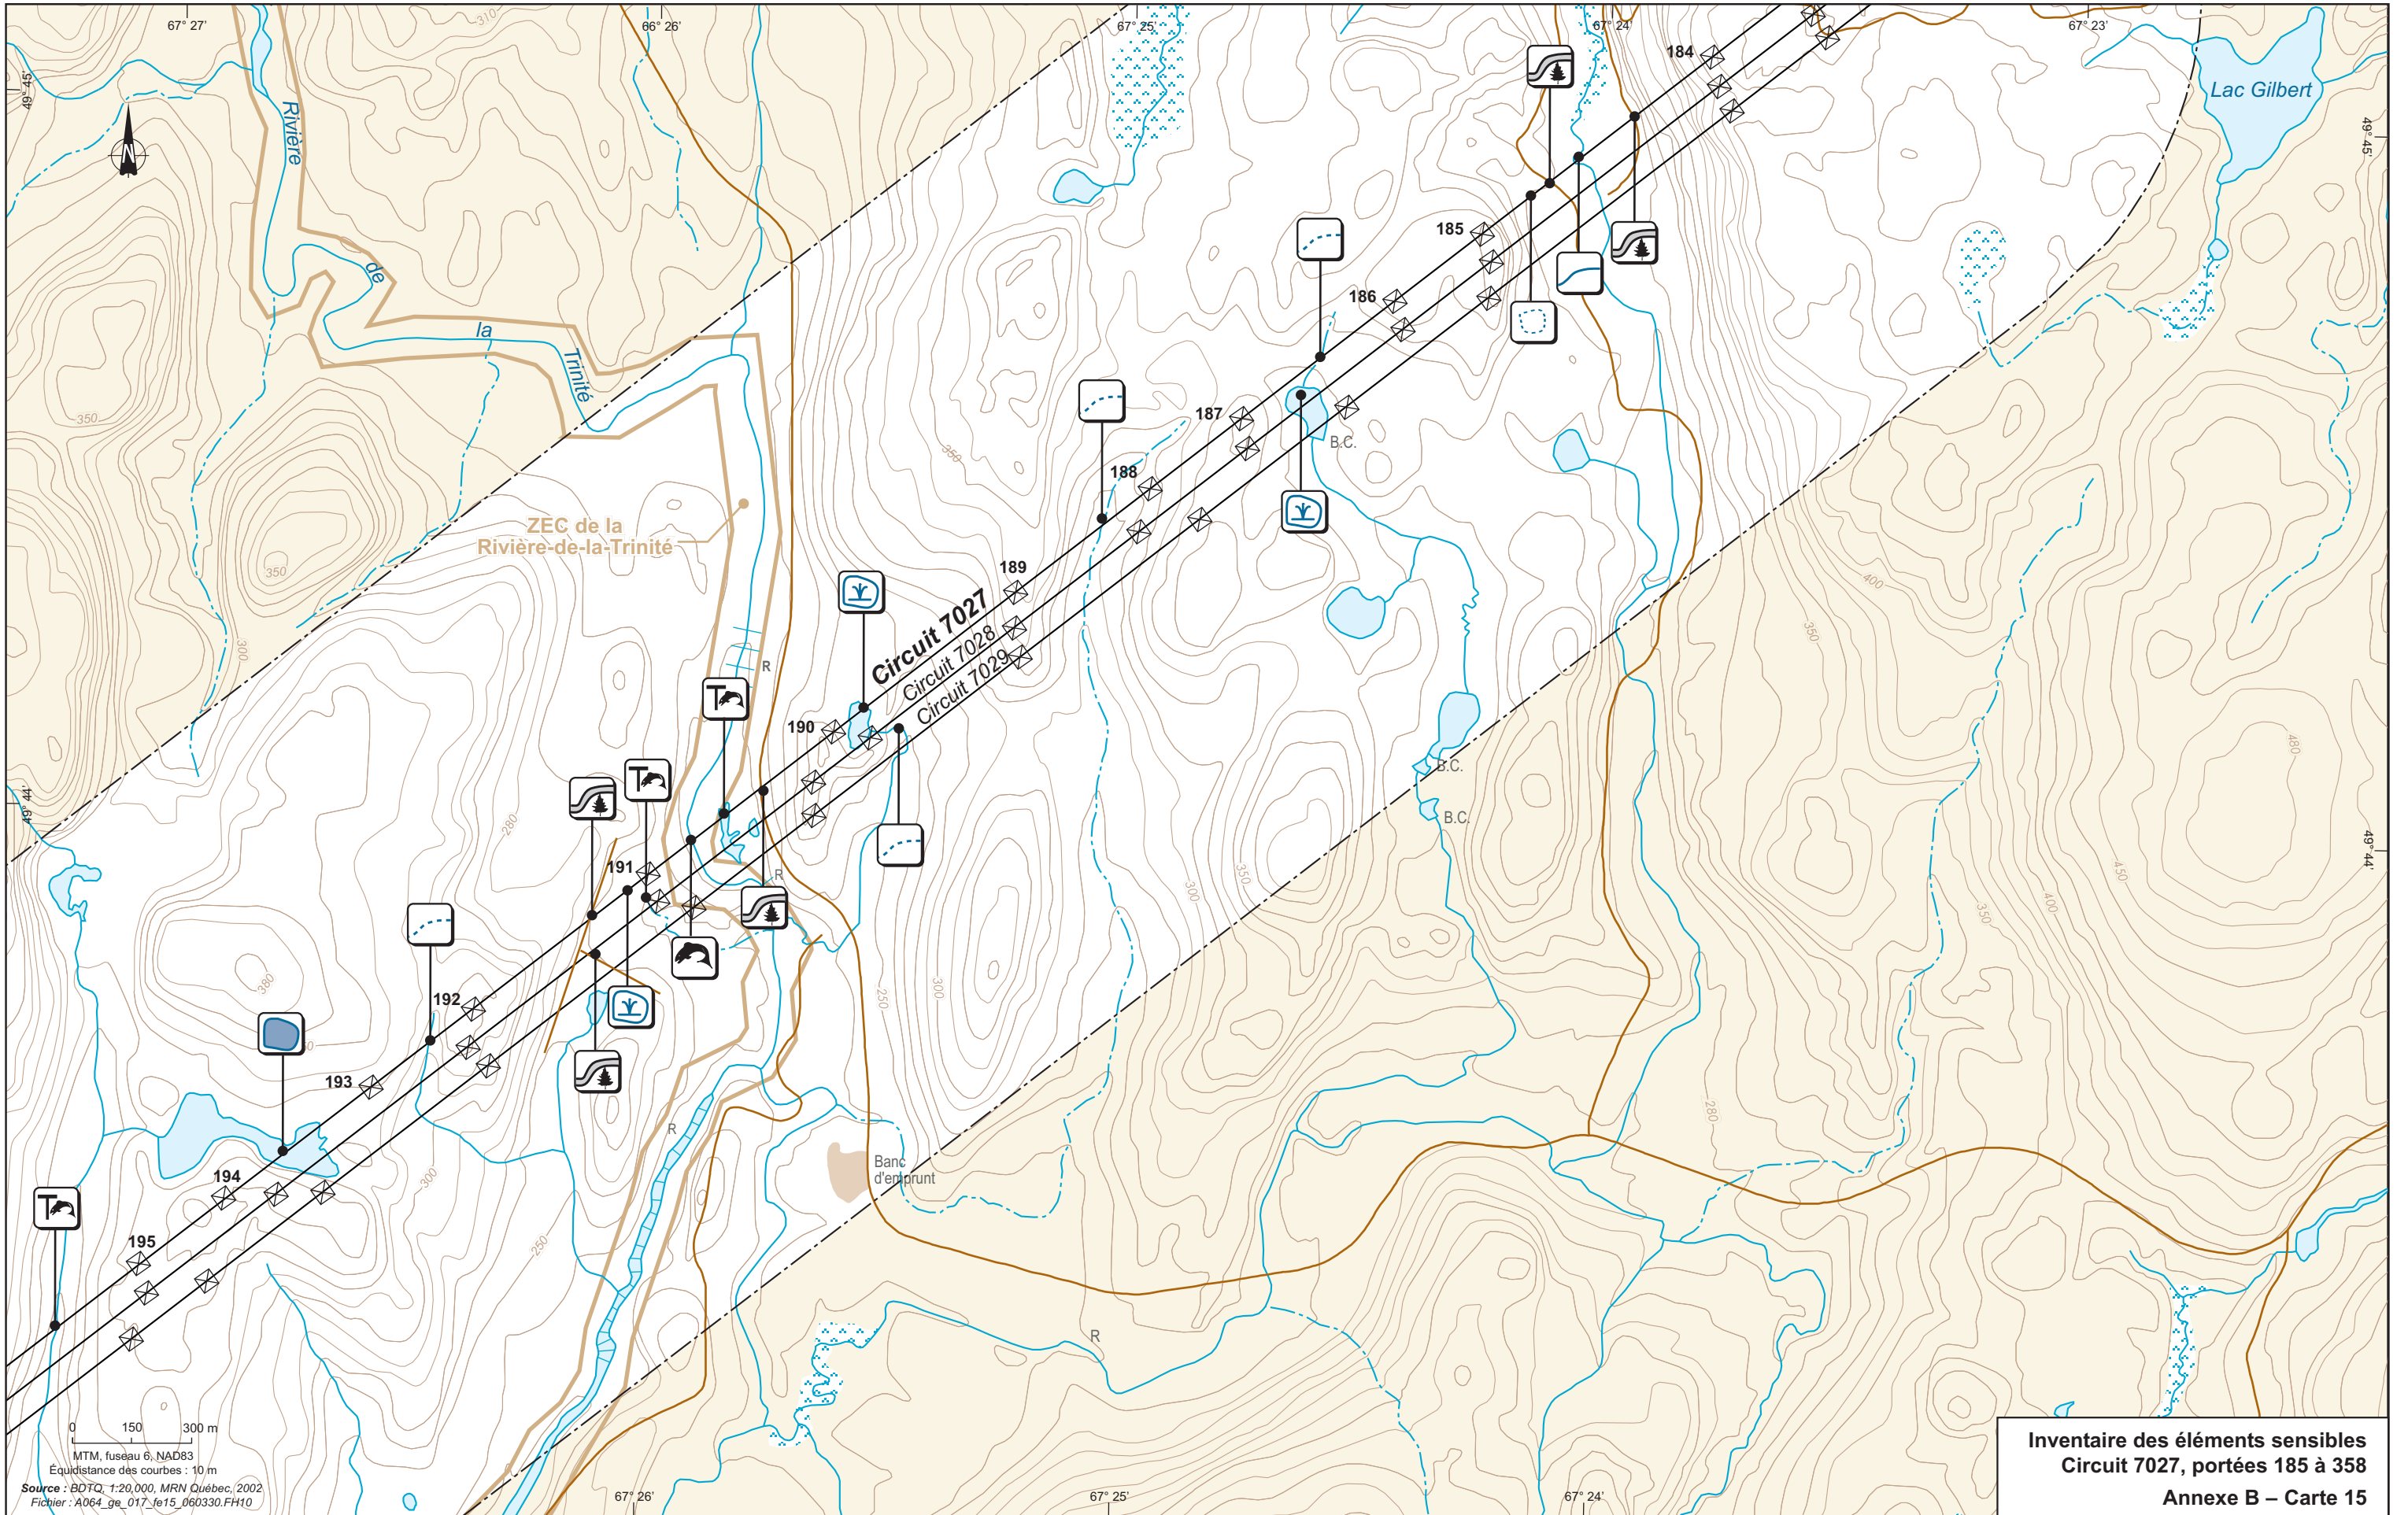 67° 27'
66° 26'
67° 25'
67° 24'
67° 23'
310
49° 45'
49° 45'
Rivière
de
la
Trinité
Lac Gilbert
184
185
186
187
188
189
190
191
192
193
194
195
350
350
350
B.C.
ZEC de la
Rivière-de-la-Trinité
400
350
300
R
Circuit 7027
Circuit 7028
Circuit 7029
480
B.C.
B.C.
49° 44'
49° 44'
280
R
350
300
450
400
350
380
250
300
280
R
Banc
d'emprunt
300
250
R
0 150 300 m
MTM, fuseau 6, NAD83
Équidistance des courbes : 10 m
Source : BDTQ, 1:20,000, MRN Québec, 2002
Fichier : A064_ge_017_fe15_060330.FH10
67° 26'
67° 25'
67° 24'
Inventaire des éléments sensibles
Circuit 7027, portées 185 à 358
Annexe B – Carte 15
T
T
T
N